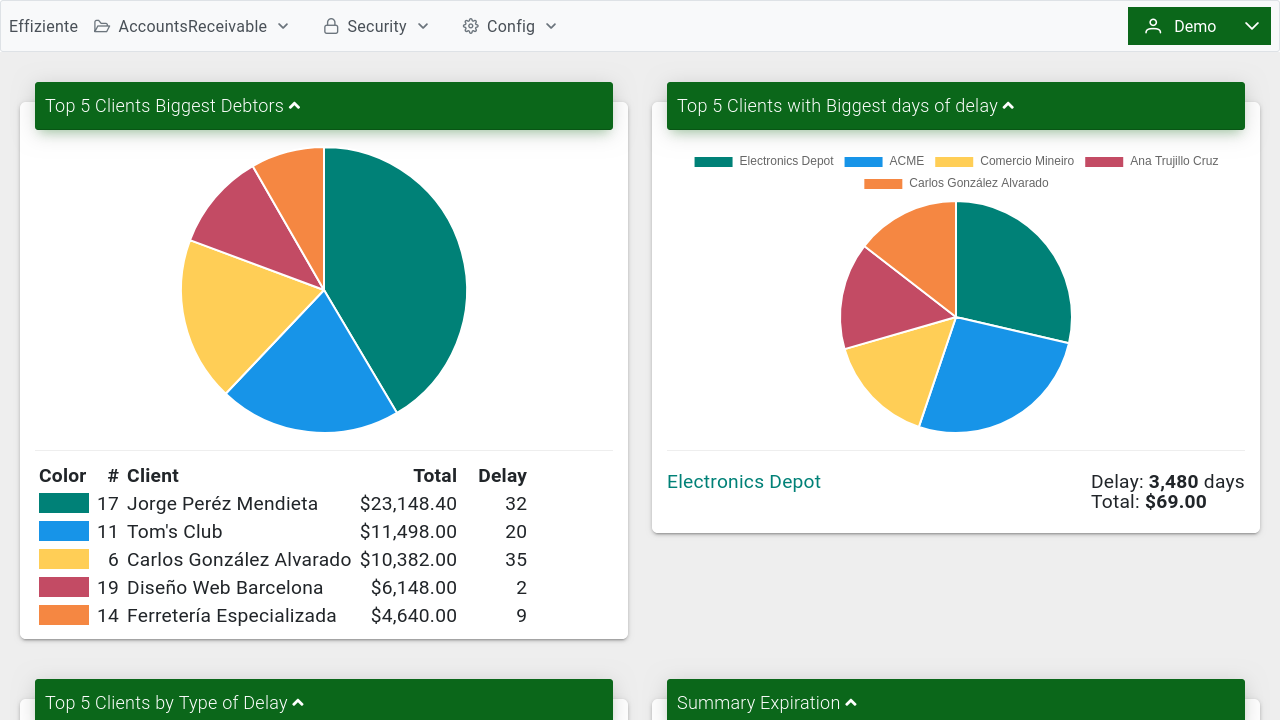 Effiziente AccountsReceivable Security Config Demo
Top 5 Clients Biggest Debtors
Color # Client Total Delay
17 Jorge Peréz Mendieta $23,148.40 32
11 Tom's Club $11,498.00 20
6 Carlos González Alvarado $10,382.00 35
19 Diseño Web Barcelona $6,148.00 2
14 Ferretería Especializada $4,640.00 9
Top 5 Clients with Biggest days of delay
Electronics Depot ACME Comercio Mineiro Ana Trujillo Cruz
Carlos González Alvarado
Electronics Depot Delay: 3,480 days
Total: $69.00
Top 5 Clients by Type of Delay
Summary Expiration